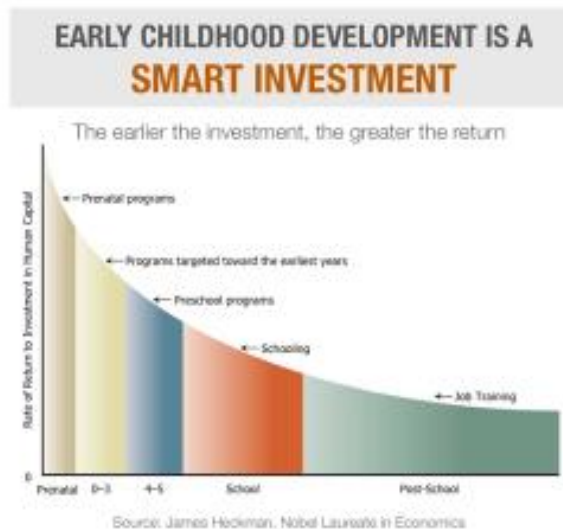 EARLY CHILDHOOD DEVELOPMENT IS A
SMART INVESTMENT
The earlier the investment, the greater the return
Rate of Return to Investment in Human Capital
Prenatal programs
Programs targeted toward the earliest years
Preschool programs
Schooling
Job Training
0
Prenatal 0-3 4-5 School Post-School
Source: James Heckman, Nobel Laureate in Economics